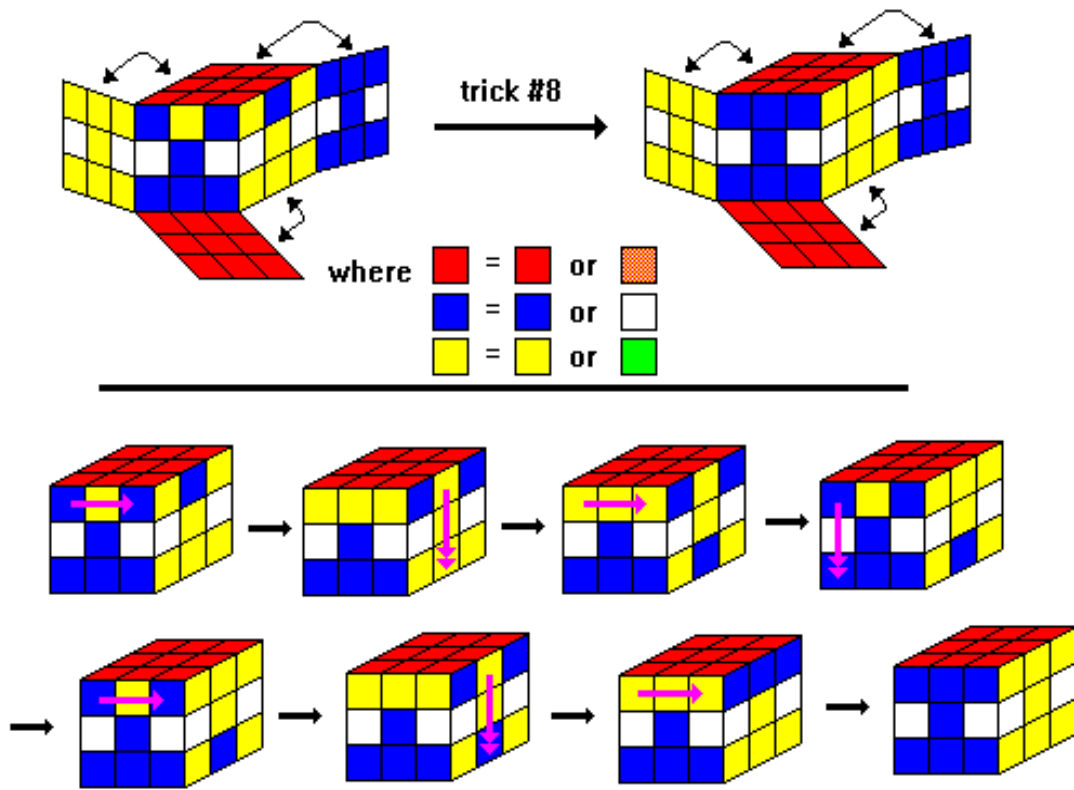 trick #8
where = or
= or
= or